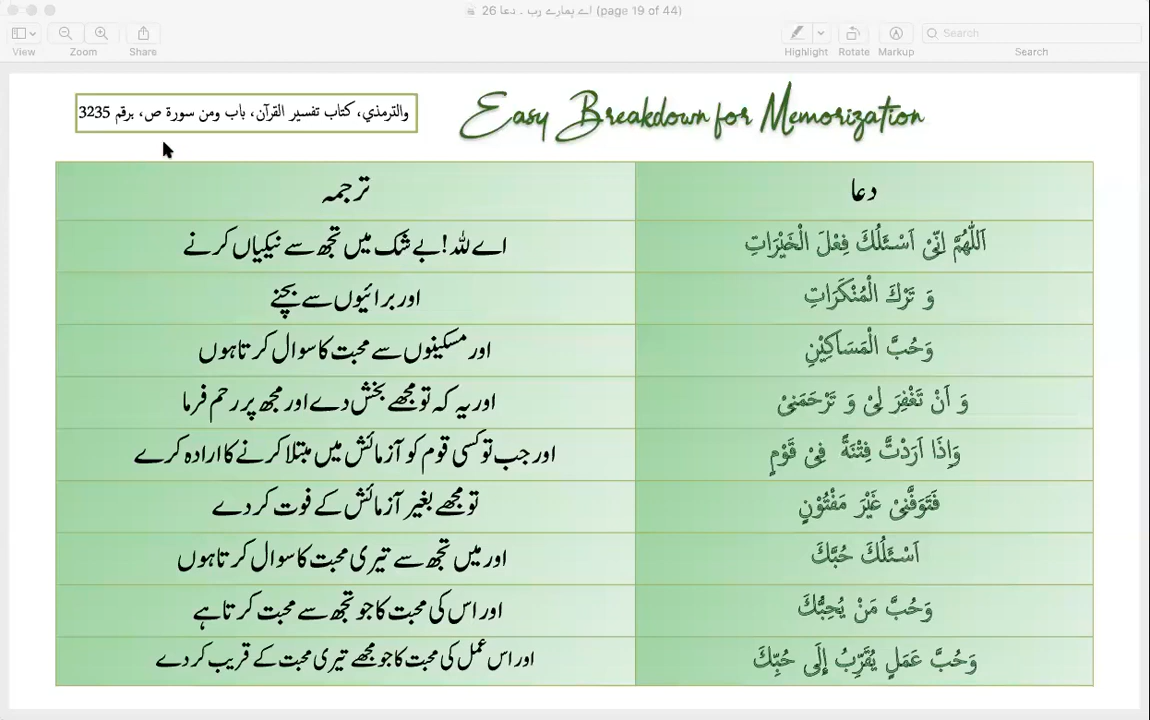 اے ہمارے رب ۔ دعا 26 (page 19 of 44)
View
Zoom
Share
Highlight
Rotate
Markup
Search
Search
والترمذي، كتاب تفسير القرآن، باب ومن سورة ص، برقم 3235
Easy Breakdown for Memorization
دعا ترجمہ
اَللّٰهُمَّ اِنِّیْ اَسْئَلُكَ فِعْلَ الْخَيْرَاتِ اے للہ! بے شک میں تجھ سے نیکیاں کرنے
وَ تَرْكَ الْمُنْكَرَاتِ اور برائیوں سے بچنے
وَحُبَّ الْمَسَاكِيْنِ اور مسکینوں سے محبت کا سوال کرتا ہوں
وَ اَنْ تَغْفِرَ لِیْ وَ تَرْحَمَنِیْ اور یہ کہ تو مجھے بخش دے اور مجھ پر رحم فرما
وَاِذَا اَرَدْتَّ فِتْنَةً فِیْ قَوْمٍ اور جب تو کسی قوم کو آزمائش میں مبتلا کرنے کا ارادہ کرے
فَتَوَفَّنِیْ غَيْرَ مَفْتُوْنٍ تو مجھے بغیر آزمائش کے فوت کر دے
اَسْئَلُكَ حُبَّكَ اور میں تجھ سے تیری محبت کا سوال کرتا ہوں
وَحُبَّ مَنْ يُحِبُّكَ اور اس کی محبت کا جو تجھ سے محبت کرتا ہے
وَحُبَّ عَمَلٍ يُقَرِّبُ إِلَى حُبِّكَ اور اس عمل کی محبت کا جو مجھے تیری محبت کے قریب کر دے